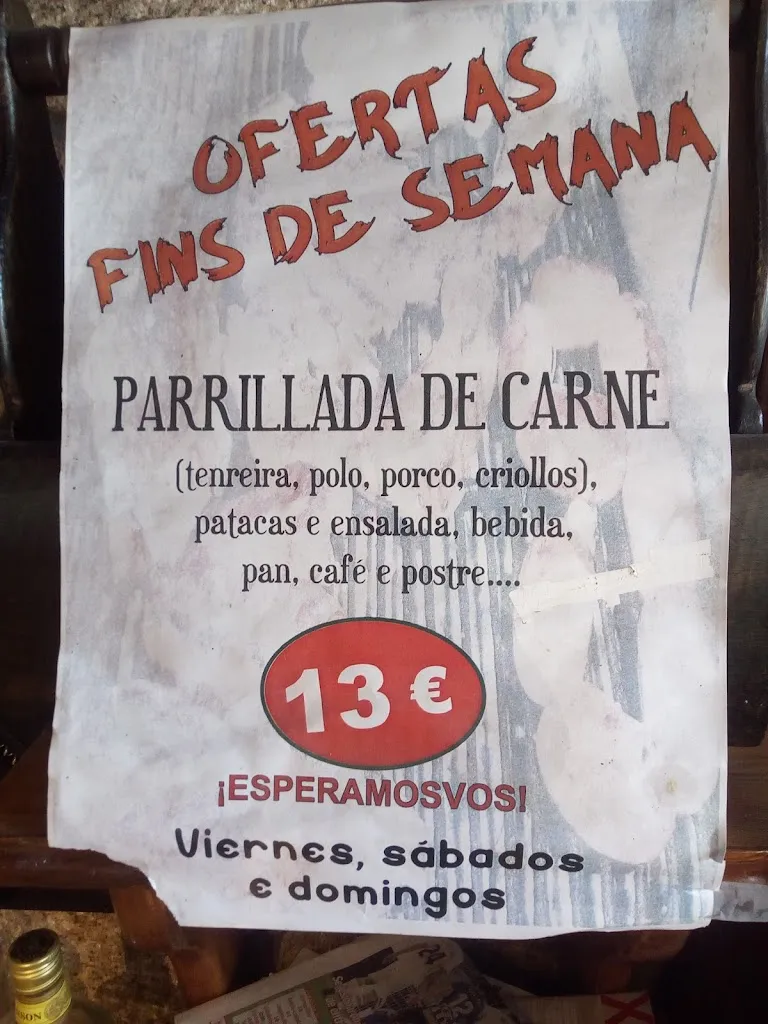 OFERTAS
FINS DE SEMANA
PARRILLADA DE CARNE
(tenreira, polo, porco, criollos),
patacas e ensalada, bebida,
pan, café e postre....
13 €
¡ESPERAMOSVOS!
Viernes, sábados
e domingos
24